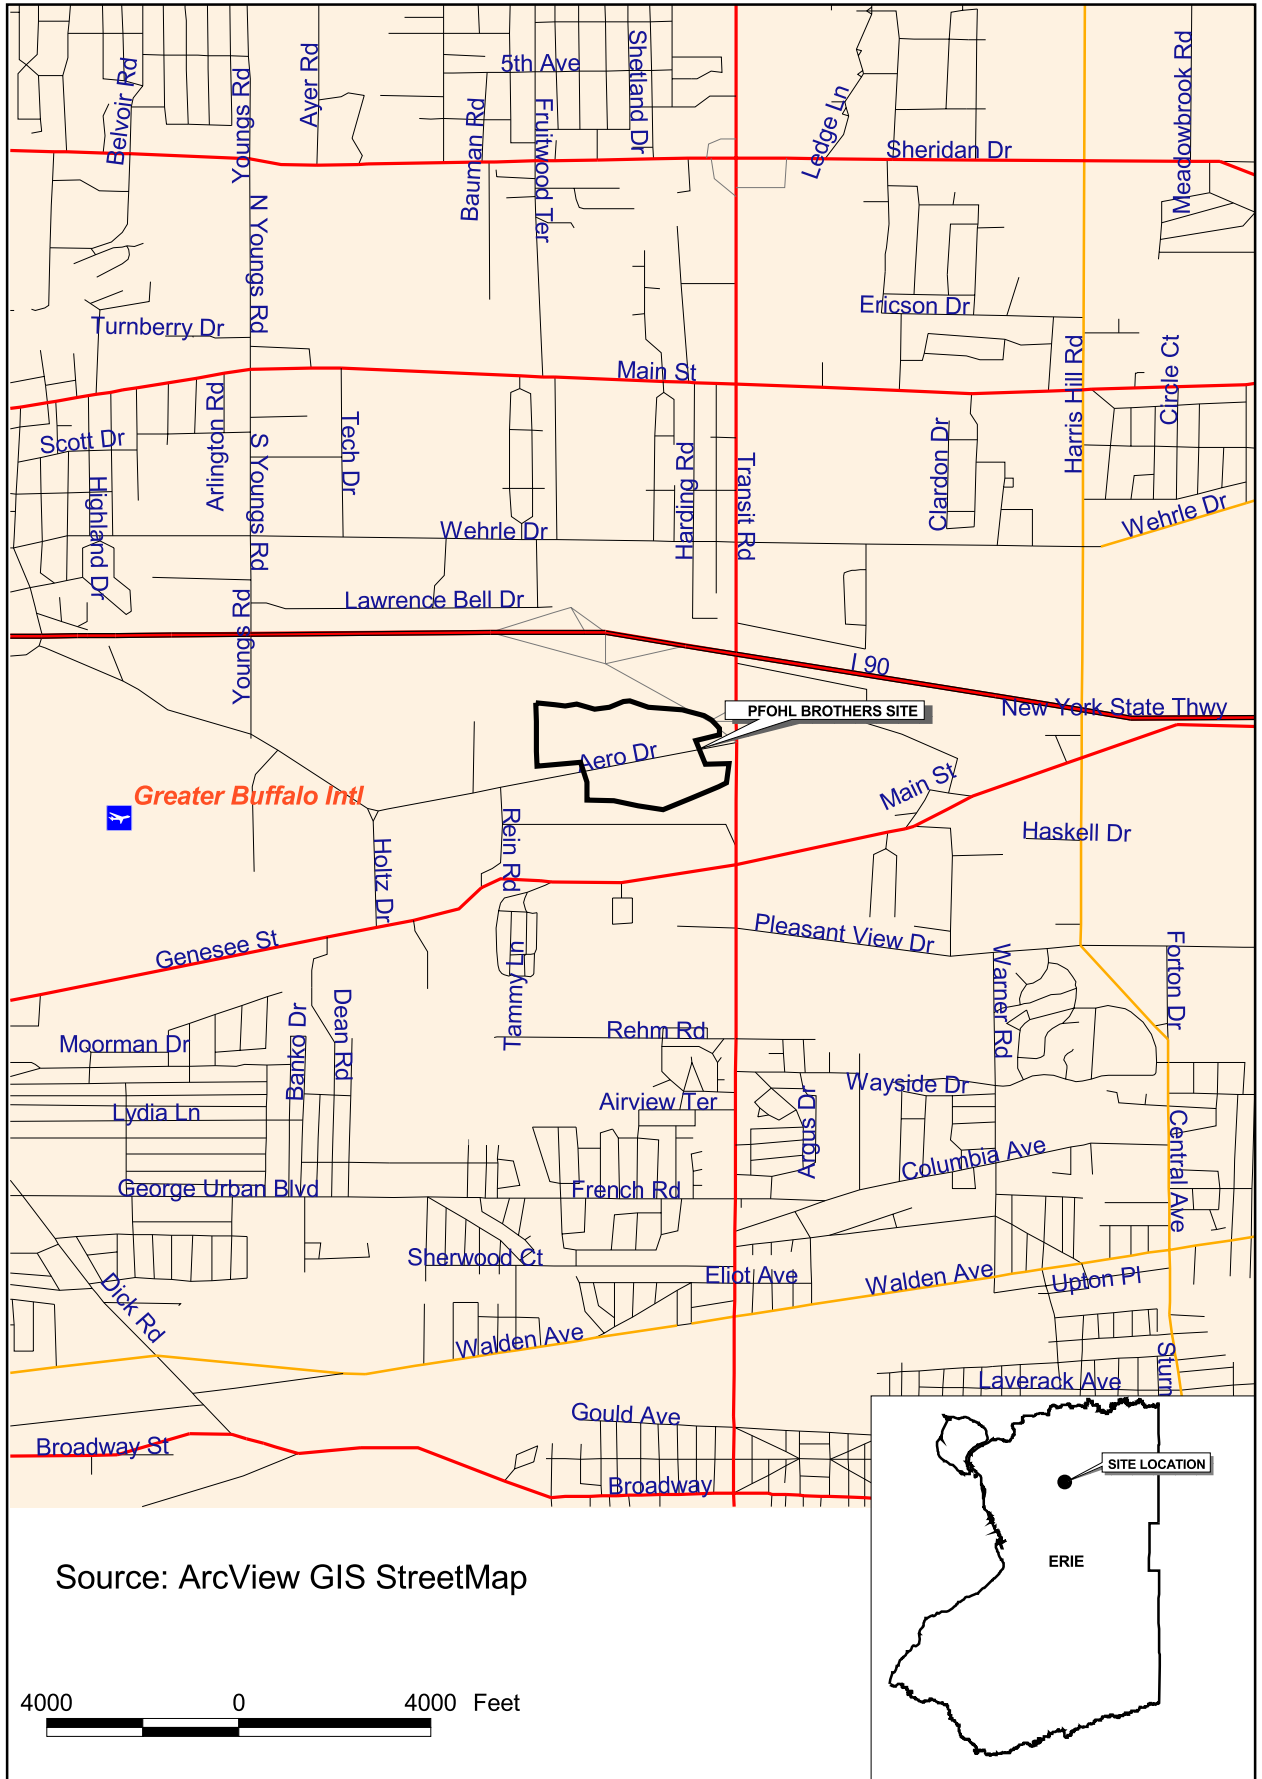 5th Ave
Shetland Dr
Ayer Rd
Belvoir Rd
Youngs Rd
Bauman Rd
Fruitwood Ter
Ledge Ln
Meadowbrook Rd
Sheridan Dr
N Youngs Rd
Ericson Dr
Turnberry Dr
Main St
Harris Hill Rd
Circle Ct
Arlington Rd
Scott Dr
Tech Dr
S Youngs Rd
Clardon Dr
Harding Rd
Transit Rd
Highland Dr
Wehrle Dr
Wehrle Dr
Lawrence Bell Dr
Youngs Rd
I 90
New York State Thwy
PFOHL BROTHERS SITE
Aero Dr
Main St
Greater Buffalo Intl
Rein Rd
Haskell Dr
Holtz Dr
Genesee St
Pleasant View Dr
Forton Dr
Tammy Ln
Warner Rd
Dean Rd
Banko Dr
Rehm Rd
Moorman Dr
Wayside Dr
Airview Ter
Argus Dr
Lydia Ln
Central Ave
Columbia Ave
George Urban Blvd
French Rd
Sherwood Ct
Eliot Ave
Walden Ave
Upton Pl
Dick Rd
Walden Ave
Sturn
Laverack Ave
Gould Ave
Broadway St
Broadway
SITE LOCATION
ERIE
Source: ArcView GIS StreetMap
4000 0 4000 Feet